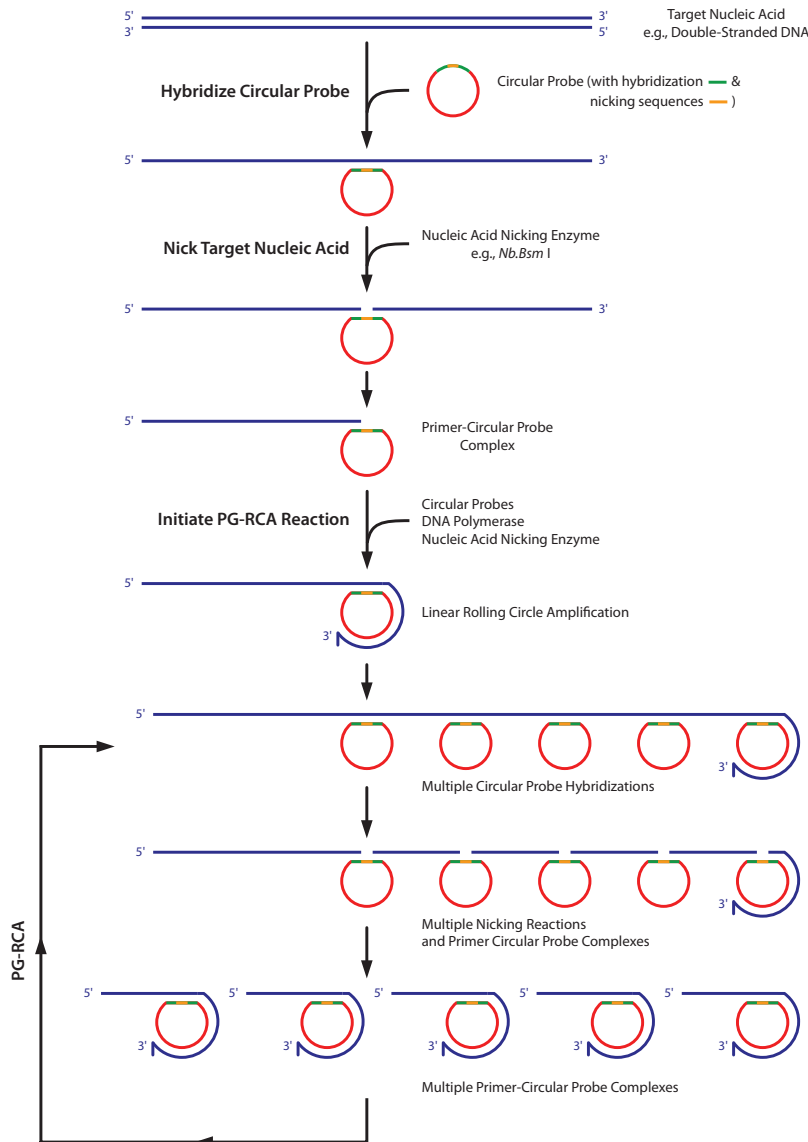 5' 3' Target Nucleic Acid
3' 5' e.g., Double-Stranded DNA
Hybridize Circular Probe
Circular Probe (with hybridization &
nicking sequences )
5' 3'
Nick Target Nucleic Acid
Nucleic Acid Nicking Enzyme
e.g., Nb.Bsm I
5' 3'
5'
Primer-Circular Probe
Complex
Initiate PG-RCA Reaction
Circular Probes
DNA Polymerase
Nucleic Acid Nicking Enzyme
5'
3'
Linear Rolling Circle Amplification
5'
3'
Multiple Circular Probe Hybridizations
5'
3'
Multiple Nicking Reactions
and Primer Circular Probe Complexes
PG-RCA
5' 5' 5' 5' 5'
3' 3' 3' 3' 3'
Multiple Primer-Circular Probe Complexes